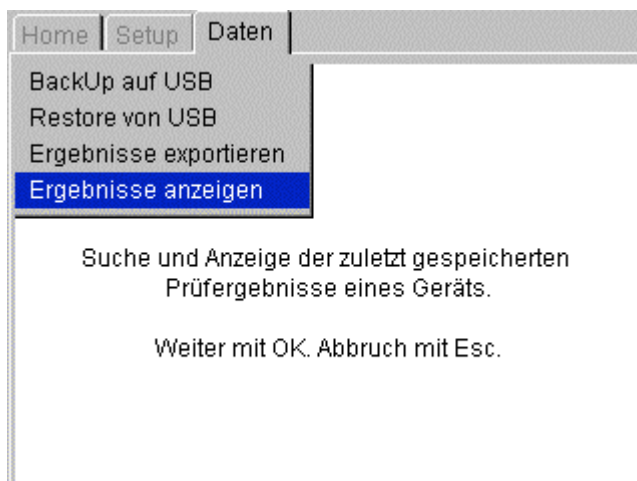 Home Setup Daten
BackUp auf USB
Restore von USB
Ergebnisse exportieren
Ergebnisse anzeigen
Suche und Anzeige der zuletzt gespeicherten
Prüfergebnisse eines Geräts.
Weiter mit OK. Abbruch mit Esc.